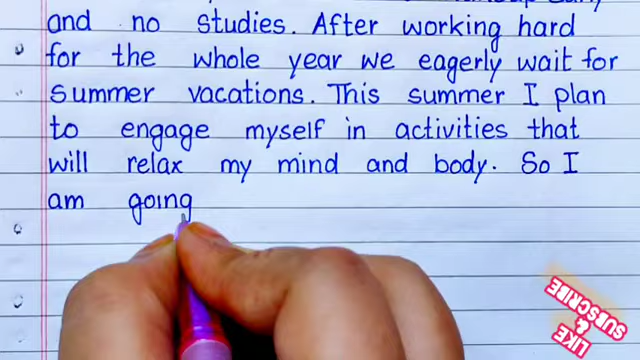 and no studies. After working hard
for the whole year we eagerly wait for
summer vacations. This summer I plan
to engage myself in activities that
will relax my mind and body. So I
am going
SUBSCRIBE
&
LIKE